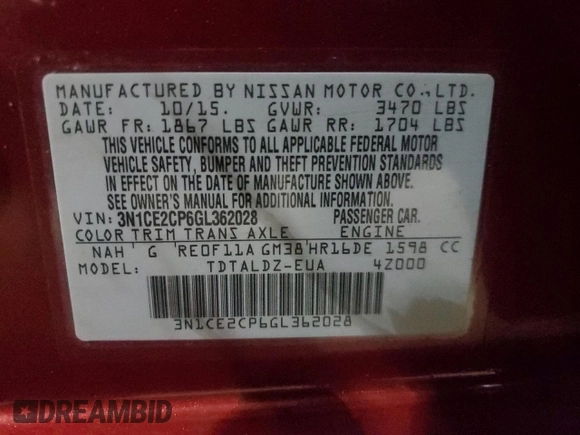 MANUFACTURED BY NISSAN MOTOR CO., LTD.
DATE: 10/15. GVWR: 3470 LBS
GAWR FR: 1867 LBS GAWR RR: 1704 LBS
THIS VEHICLE CONFORMS TO ALL APPLICABLE FEDERAL MOTOR
VEHICLE SAFETY, BUMPER AND THEFT PREVENTION STANDARDS
IN EFFECT ON THE DATE OF MANUFACTURE SHOWN ABOVE.
SEE OWNER'S MANUAL FOR ADDITIONAL INFORMATION.
VIN: 3N1CE2CP6GL362028 PASSENGER CAR.
COLOR TRIM TRANS AXLE ENGINE
NAH G RE0F11A GM38 HR16DE 1598 CC
MODEL: TDTALDZ-EUA 4Z000
3N1CE2CP6GL362028
DREAMBID